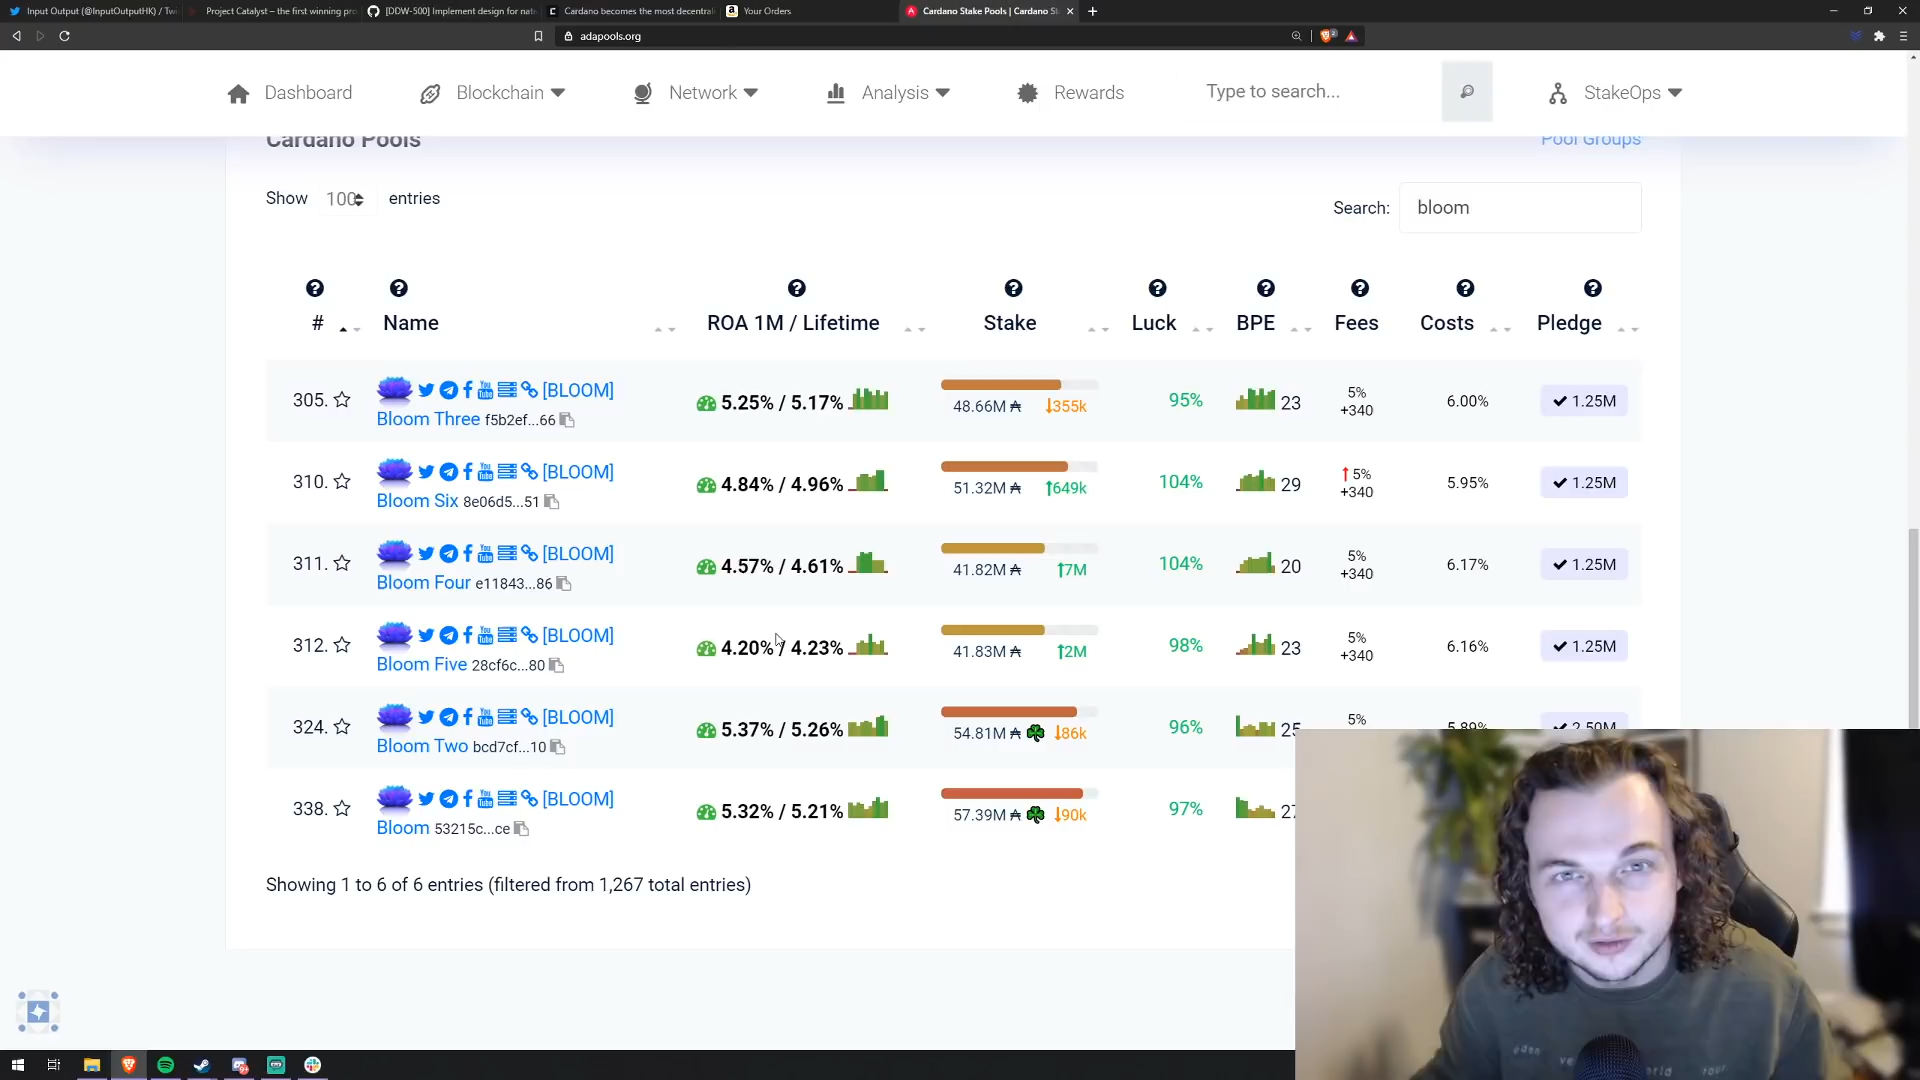 Input Output (@InputOutputHK) / Twi
Project Catalyst – the first winning pro
[DDW-500] Implement design for nati
Cardano becomes the most decentral
Your Orders
Cardano Stake Pools | Cardano St
adapools.org
Dashboard
Blockchain
Network
Analysis
Rewards
Type to search...
StakeOps
Cardano Pools
Pool Groups
Show 100 entries
Search: bloom
# Name ROA 1M / Lifetime Stake Luck BPE Fees Costs Pledge
305. [BLOOM] Bloom Three f5b2ef...66 5.25% / 5.17% 48.66M ₳ ↓355k 95% 23 5% +340 6.00% ✔ 1.25M
310. [BLOOM] Bloom Six 8e06d5...51 4.84% / 4.96% 51.32M ₳ ↑649k 104% 29 ↑5% +340 5.95% ✔ 1.25M
311. [BLOOM] Bloom Four e11843...86 4.57% / 4.61% 41.82M ₳ ↑7M 104% 20 5% +340 6.17% ✔ 1.25M
312. [BLOOM] Bloom Five 28cf6c...80 4.20% / 4.23% 41.83M ₳ ↑2M 98% 23 5% +340 6.16% ✔ 1.25M
324. [BLOOM] Bloom Two bcd7cf...10 5.37% / 5.26% 54.81M ₳ ↓86k 96% 25 5% 5.89% ✔ 2.50M
338. [BLOOM] Bloom 53215c...ce 5.32% / 5.21% 57.39M ₳ ↓90k 97% 27
Showing 1 to 6 of 6 entries (filtered from 1,267 total entries)